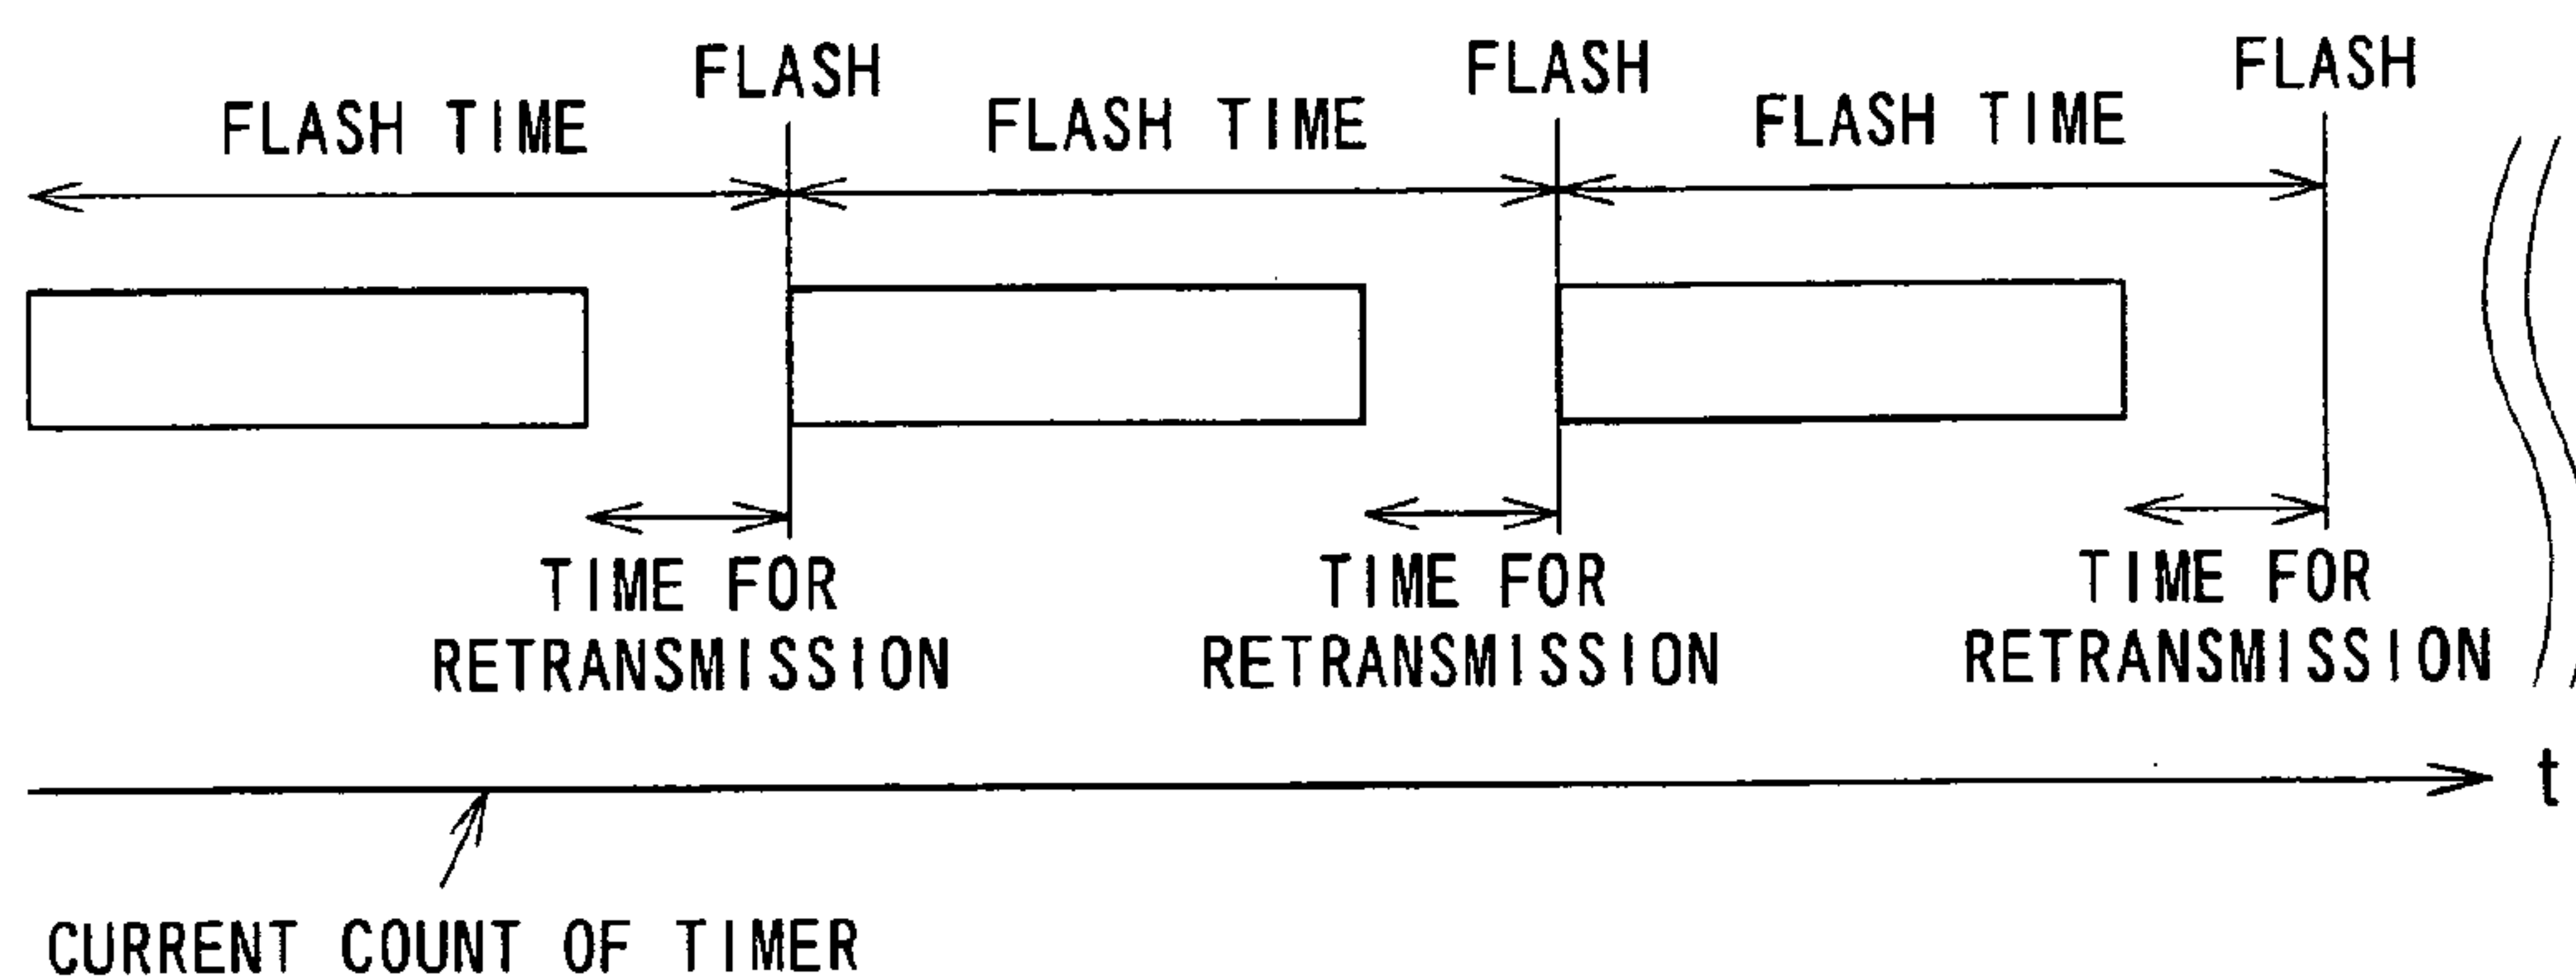 FLASH
FLASH
FLASH
FLASH TIME
FLASH TIME
FLASH TIME
TIME FOR
RETRANSMISSION
TIME FOR
RETRANSMISSION
TIME FOR
RETRANSMISSION
t
CURRENT COUNT OF TIMER